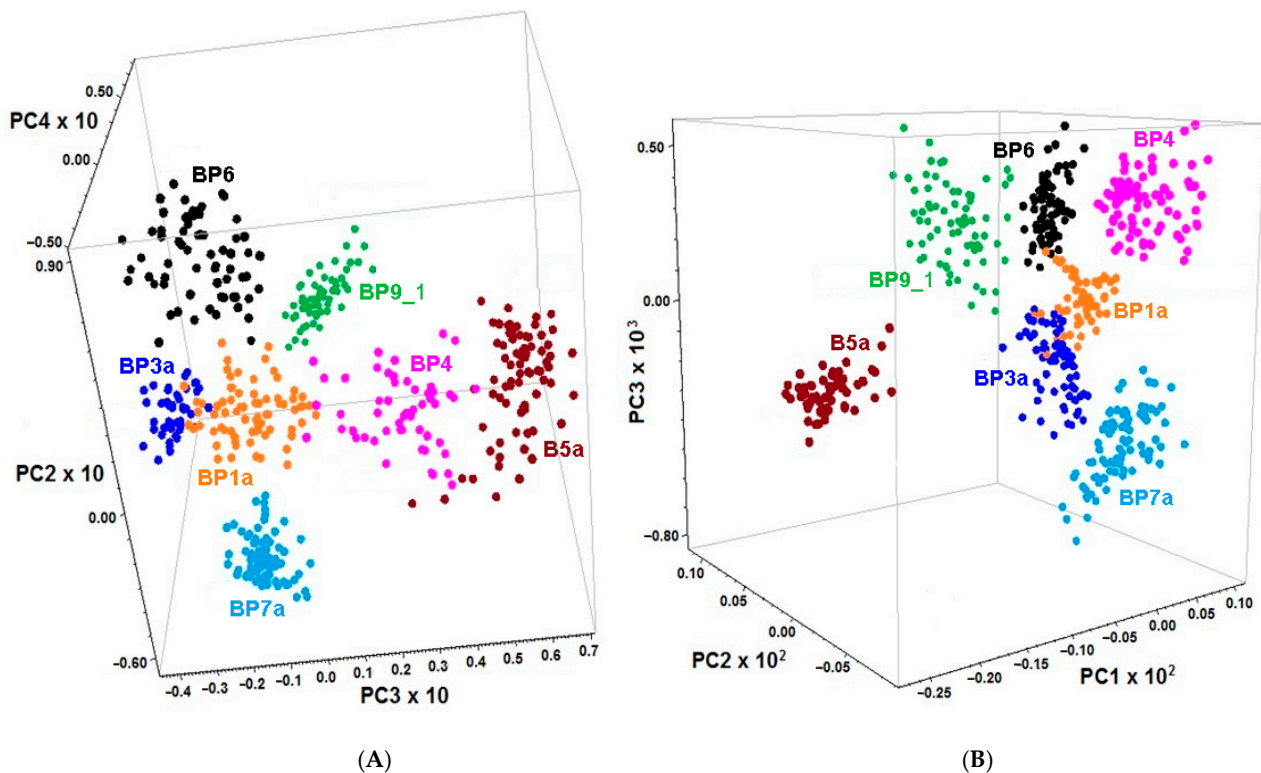 0.50
PC4 x 10
0.00
−0.50
0.90
BP6
BP9_1
BP3a
BP4
BP1a
B5a
PC2 x 10
0.00
BP7a
−0.60
−0.4 −0.3 −0.2 −0.1 0.0 0.1 0.2 0.3 0.4 0.5 0.6 0.7
PC3 x 10
(A)
0.50
BP6
BP4
BP9_1
0.00
BP1a
PC3 x 10³
B5a
BP3a
BP7a
−0.80
0.10
0.05
0.00
−0.05
PC2 x 10²
−0.25 −0.20 −0.15 −0.10 −0.05 0.00 0.05 0.10
PC1 x 10²
(B)